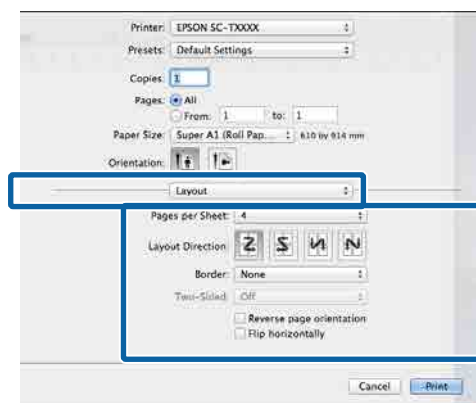 Printer: EPSON SC-TXXXX
Presets: Default Settings
Copies: 1
Pages: All
From: 1 to: 1
Paper Size: Super A1 (Roll Pap... 610 by 914 mm
Orientation:
Layout
Pages per Sheet: 4
Layout Direction
Border: None
Two-Sided: Off
Reverse page orientation
Flip horizontally
Cancel Print